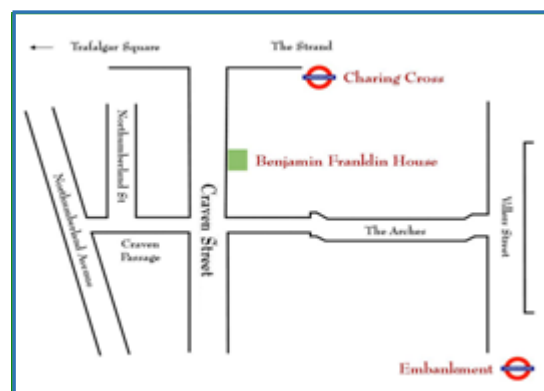 Trafalgar Square
The Strand
Charing Cross
Northumberland St
Benjamin Franklin House
Northumberland Avenue
Craven Street
Villiers Street
The Arches
Craven
Passage
Embankment